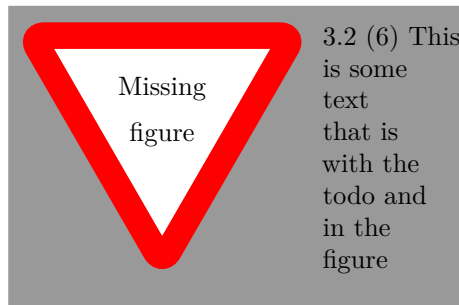 Missing
figure
3.2 (6) This
is some
text
that is
with the
todo and
in the
figure